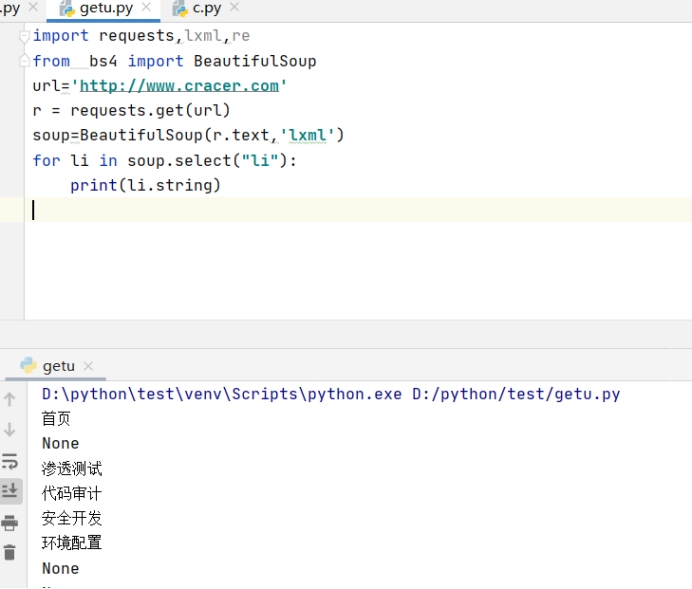 .py getu.py c.py
import requests,lxml,re
from bs4 import BeautifulSoup
url='http://www.cracer.com'
r = requests.get(url)
soup=BeautifulSoup(r.text,'lxml')
for li in soup.select("li"):
    print(li.string)
getu
D:\python\test\venv\Scripts\python.exe D:/python/test/getu.py
首页
None
渗透测试
代码审计
安全开发
环境配置
None